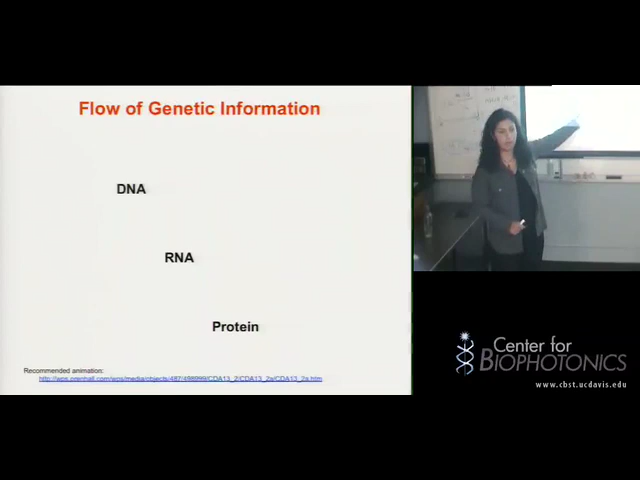 Flow of Genetic Information
DNA
RNA
Protein
Recommended animation:
Center for
BIOPHOTONICS
www.cbst.ucdavis.edu